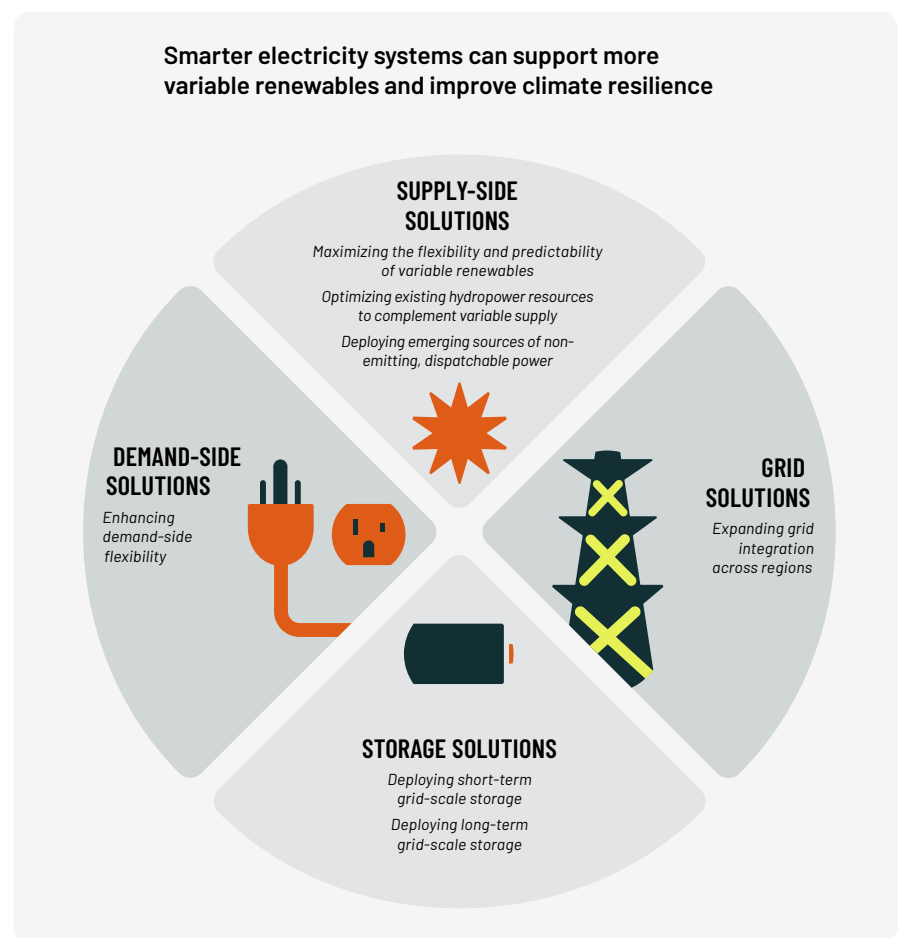 Smarter electricity systems can support more
variable renewables and improve climate resilience
SUPPLY-SIDE
SOLUTIONS
Maximizing the flexibility and predictability
of variable renewables
Optimizing existing hydropower resources
to complement variable supply
Deploying emerging sources of non-
emitting, dispatchable power
DEMAND-SIDE
SOLUTIONS
Enhancing
demand-side
flexibility
GRID
SOLUTIONS
Expanding grid
integration
across regions
STORAGE SOLUTIONS
Deploying short-term
grid-scale storage
Deploying long-term
grid-scale storage